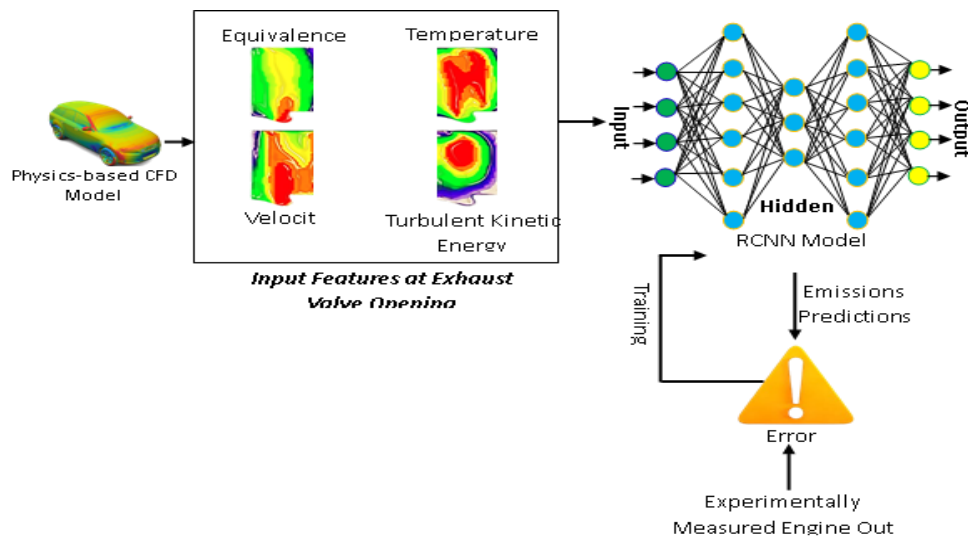 Physics-based CFD
Model
Equivalence
Temperature
Velocit
Turbulent Kinetic
Energy
Input Features at Exhaust
Valve Opening
Input
Output
Hidden
RCNN Model
Training
Emissions
Predictions
Error
Experimentally
Measured Engine Out